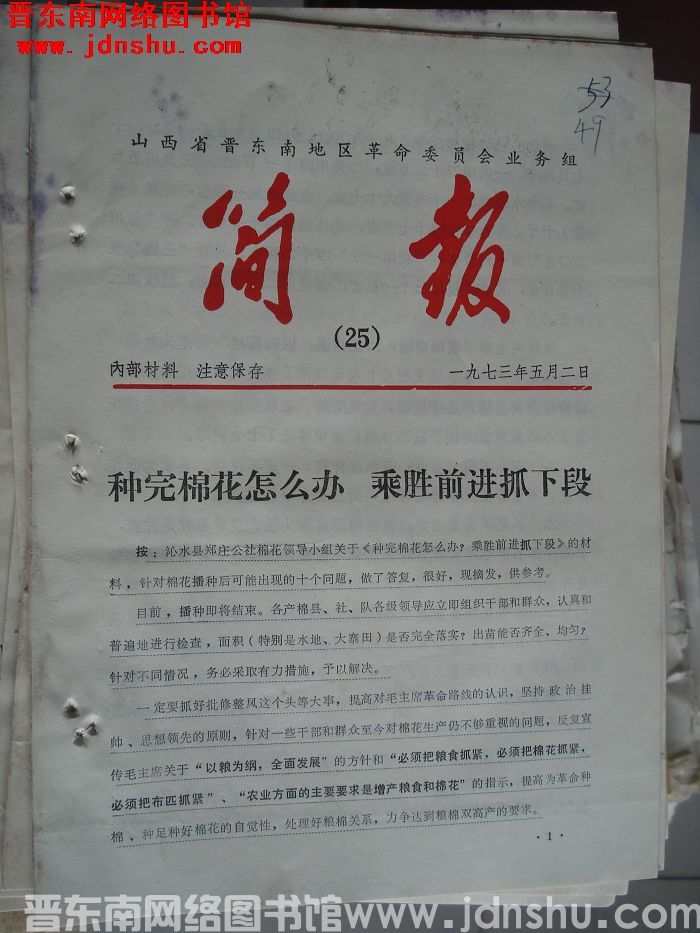 晋东南网络图书馆
www.jdnshu.com
53
49
山西省晋东南地区革命委员会业务组
简报
(25)
内部材料 注意保存 一九七三年五月二日
种完棉花怎么办 乘胜前进抓下段
按：沁水县郑庄公社棉花领导小组关于《种完棉花怎么办？乘胜前进抓下段》的材
料，针对棉花播种后可能出现的十个问题，做了答复，很好，现摘发，供参考。
目前，播种即将结束。各产棉县、社、队各级领导应立即组织干部和群众，认真和
普遍地进行检查，面积（特别是水地、大寨田）是否完全落实？出苗能否齐全、均匀？
针对不同情况，务必采取有力措施，予以解决。
一定要抓好批修整风这个头等大事，提高对毛主席革命路线的认识，坚持政治挂
帅、思想领先的原则，针对一些干部和群众至今对棉花生产仍不够重视的问题，反复宣
传毛主席关于“以粮为纲，全面发展”的方针和“必须把粮食抓紧，必须把棉花抓紧，
必须把布匹抓紧”、“农业方面的主要要求是增产粮食和棉花”的指示，提高为革命种
棉、种足种好棉花的自觉性，处理好粮棉关系，力争达到粮棉双高产的要求。
·1·
晋东南网络图书馆www.jdnshu.com